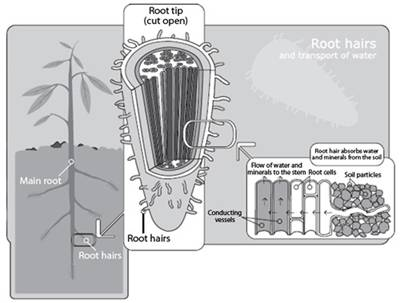 Root tip
(cut open)
Root hairs
and transport of water
Root hair absorbs water
and minerals from the soil
Flow of water and
minerals to the stem
Root cells
Soil particles
Main root
Conducting
vessels
Root hairs
Root hairs